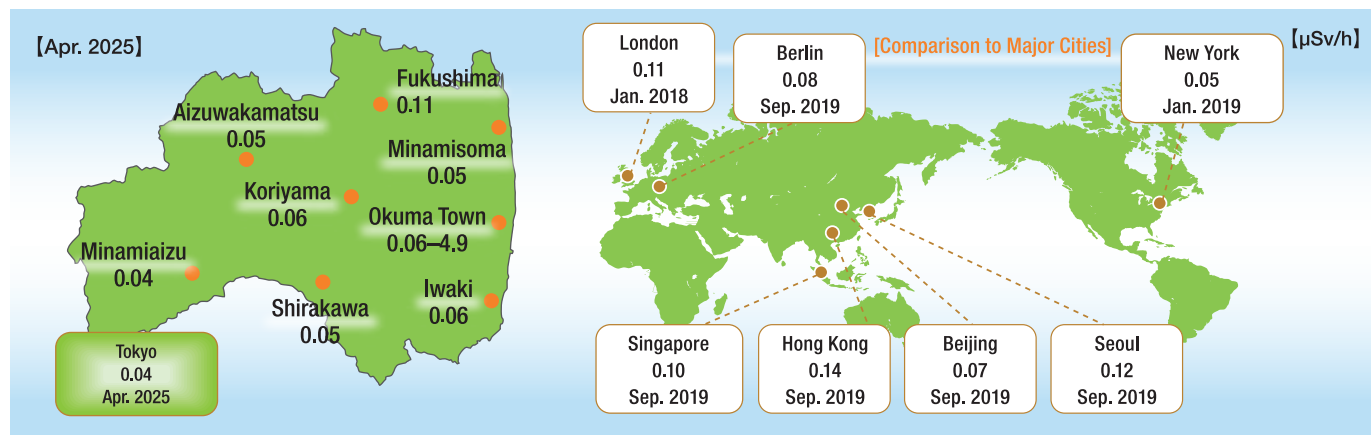 【Apr. 2025】
Fukushima
0.11
Aizuwakamatsu
0.05
Minamisoma
0.05
Koriyama
0.06
Okuma Town
0.06–4.9
Minamiaizu
0.04
Iwaki
0.06
Shirakawa
0.05
Tokyo
0.04
Apr. 2025
[Comparison to Major Cities]
【μSv/h】
London
0.11
Jan. 2018
Berlin
0.08
Sep. 2019
New York
0.05
Jan. 2019
Singapore
0.10
Sep. 2019
Hong Kong
0.14
Sep. 2019
Beijing
0.07
Sep. 2019
Seoul
0.12
Sep. 2019